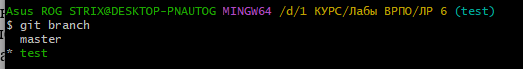 Asus ROG STRIX@DESKTOP-PNAUTOG MINGW64 /d/1 КУРС/Лабы ВРПО/ЛР 6 (test)
$ git branch
  master
* test